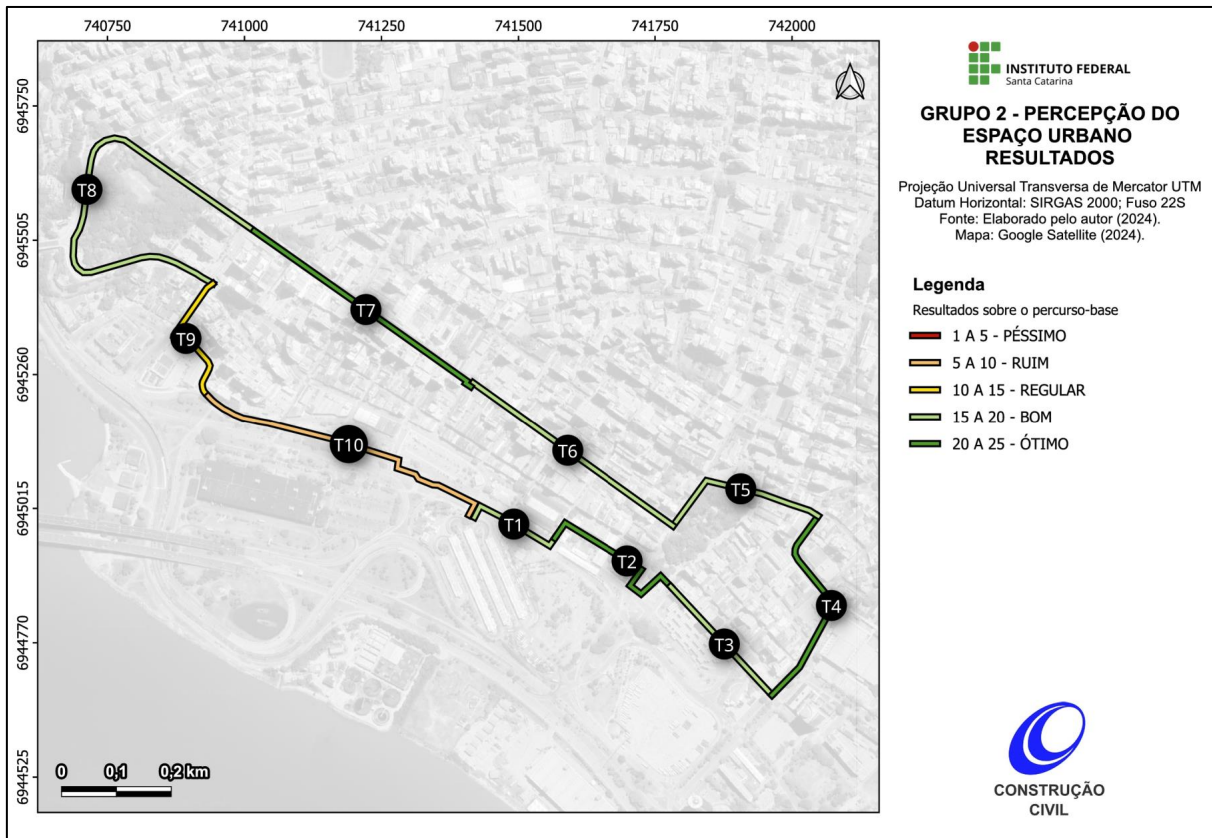 740750 741000 741250 741500 741750 742000
6945750
6945505
6945260
6945015
6944770
6944525
T8
T7
T9
T6
T10
T5
T1
T2
T4
T3
0 0,1 0,2 km
INSTITUTO FEDERAL
Santa Catarina
GRUPO 2 - PERCEPÇÃO DO
ESPAÇO URBANO
RESULTADOS
Projeção Universal Transversa de Mercator UTM
Datum Horizontal: SIRGAS 2000; Fuso 22S
Fonte: Elaborado pelo autor (2024).
Mapa: Google Satellite (2024).
Legenda
Resultados sobre o percurso-base
1 A 5 - PÉSSIMO
5 A 10 - RUIM
10 A 15 - REGULAR
15 A 20 - BOM
20 A 25 - ÓTIMO
CONSTRUÇÃO
CIVIL